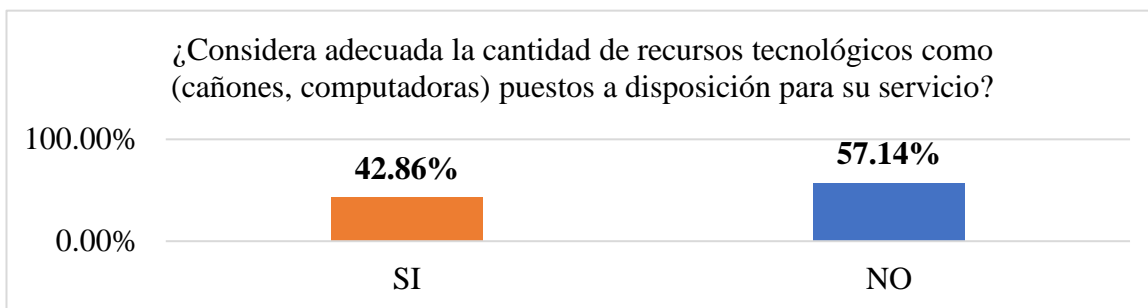 ¿Considera adecuada la cantidad de recursos tecnológicos como
(cañones, computadoras) puestos a disposición para su servicio?
100.00%
42.86%
57.14%
0.00%
SI
NO